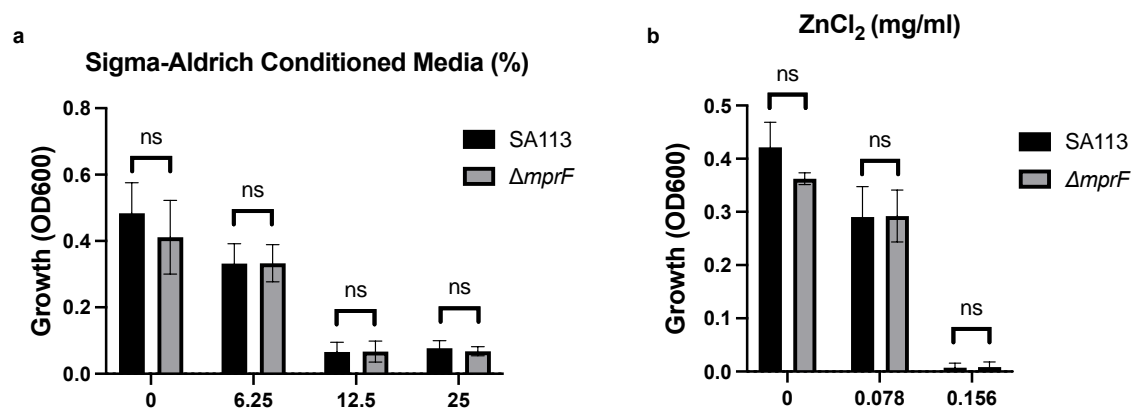 a
Sigma-Aldrich Conditioned Media (%)
Growth (OD600)
0.8
0.6
0.4
0.2
0.0
ns
ns
ns
ns
0
6.25
12.5
25
SA113
ΔmprF
b
ZnCl₂ (mg/ml)
Growth (OD600)
0.5
0.4
0.3
0.2
0.1
0.0
ns
ns
ns
0
0.078
0.156
SA113
ΔmprF